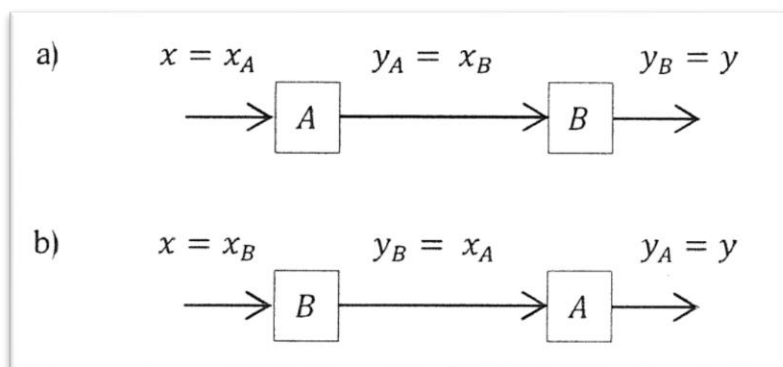 a) x = x_A y_A = x_B y_B = y
A B
b) x = x_B y_B = x_A y_A = y
B A